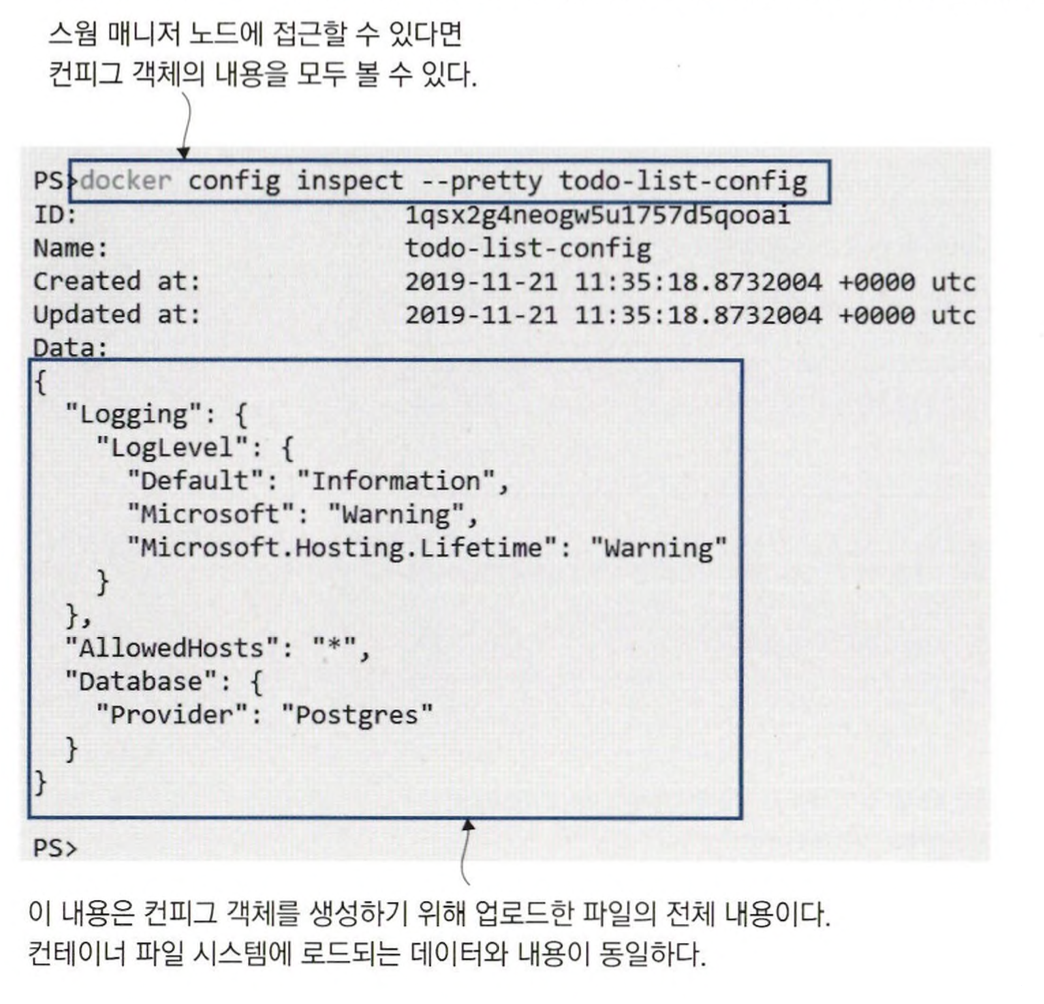 스웜 매니저 노드에 접근할 수 있다면
컨피그 객체의 내용을 모두 볼 수 있다.
PS>docker config inspect --pretty todo-list-config
ID: 1qsx2g4neogw5u1757d5qooai
Name: todo-list-config
Created at: 2019-11-21 11:35:18.8732004 +0000 utc
Updated at: 2019-11-21 11:35:18.8732004 +0000 utc
Data:
{
  "Logging": {
    "LogLevel": {
      "Default": "Information",
      "Microsoft": "Warning",
      "Microsoft.Hosting.Lifetime": "Warning"
    }
  },
  "AllowedHosts": "*",
  "Database": {
    "Provider": "Postgres"
  }
}
PS>
이 내용은 컨피그 객체를 생성하기 위해 업로드한 파일의 전체 내용이다.
컨테이너 파일 시스템에 로드되는 데이터와 내용이 동일하다.